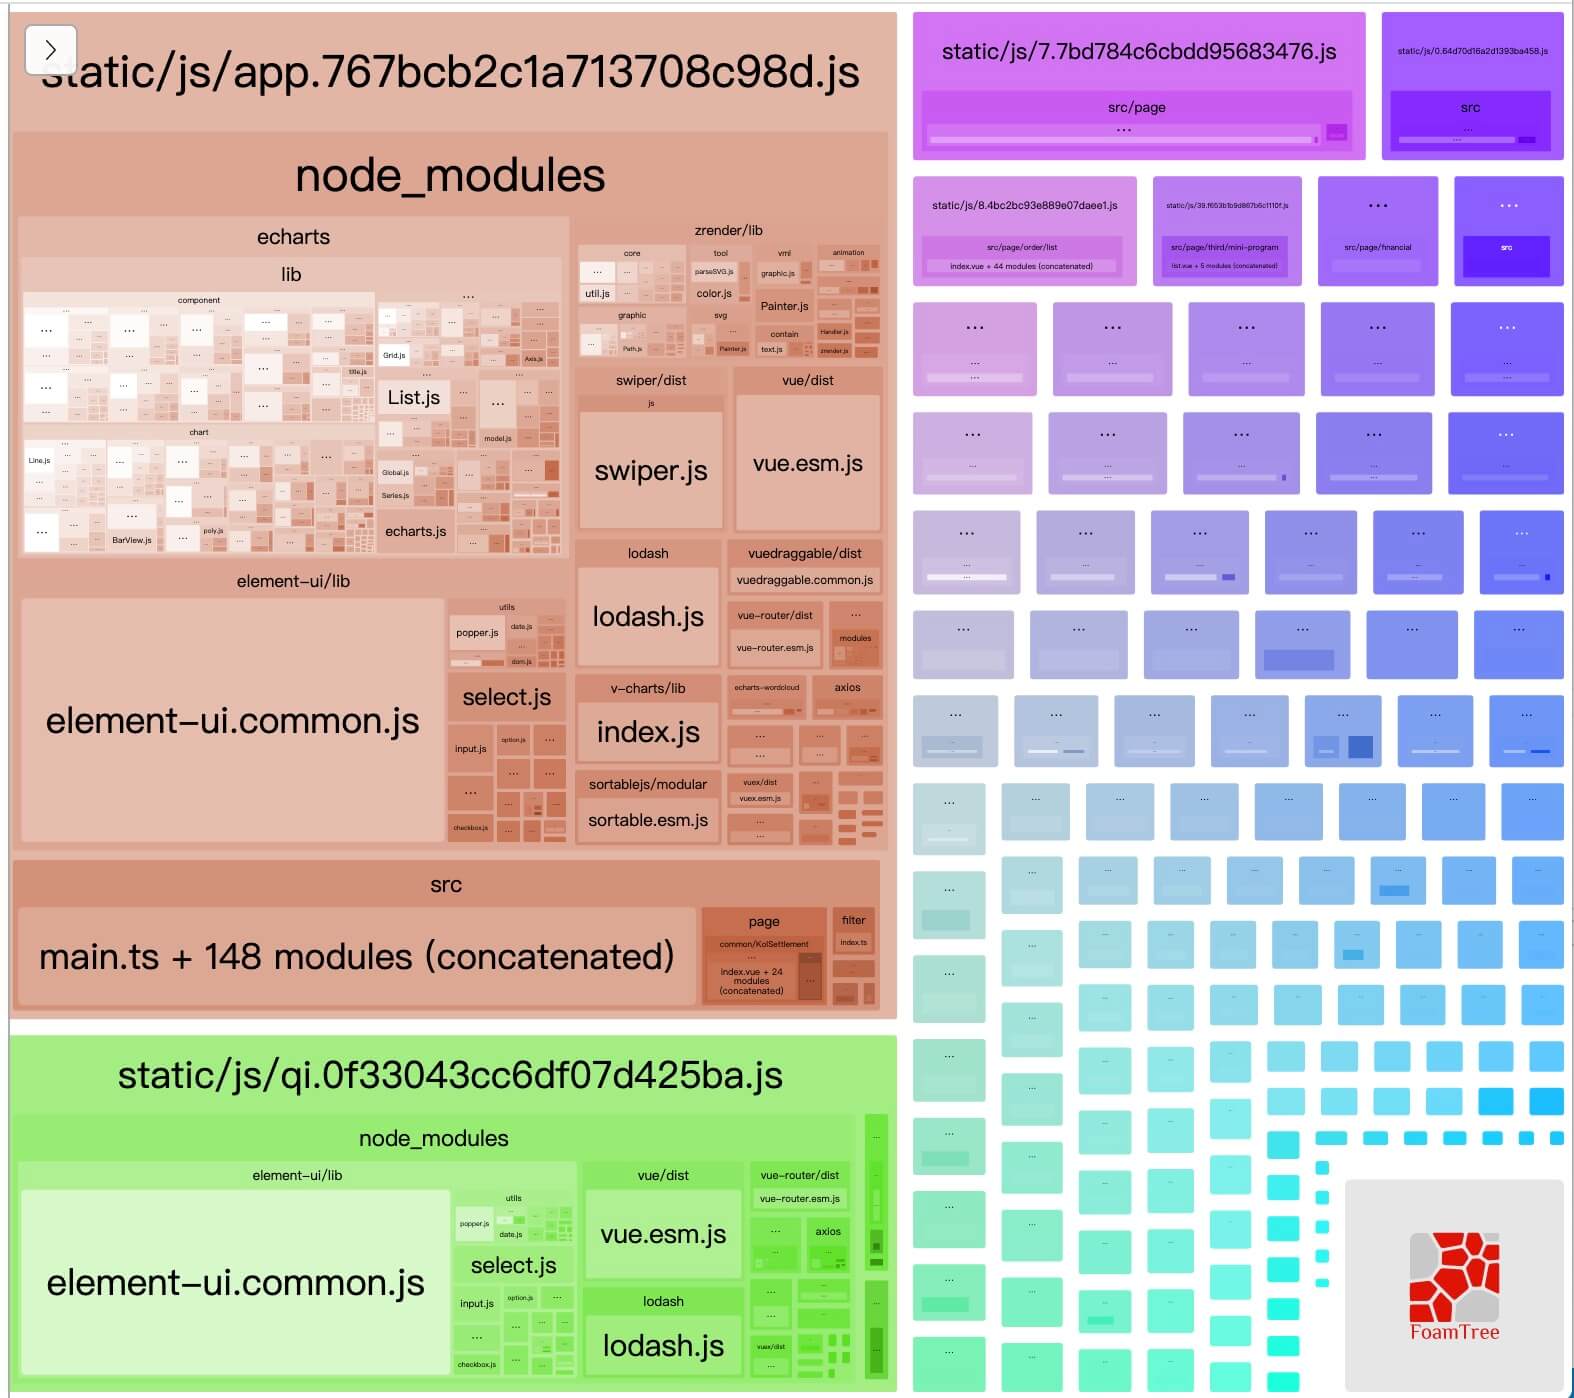 static/js/app.767bcb2c1a713708c98d.js
node_modules
echarts
lib
component
title.js
chart
Line.js
BarView.js
poly.js
...
Grid.js
Axis.js
List.js
model.js
Global.js
Series.js
echarts.js
zrender/lib
core
util.js
tool
parseSVG.js
color.js
vml
graphic.js
Painter.js
animation
graphic
Path.js
svg
Painter.js
contain
text.js
Handler.js
zrender.js
swiper/dist
js
swiper.js
vue/dist
vue.esm.js
element-ui/lib
element-ui.common.js
utils
popper.js
date.js
dom.js
select.js
input.js
option.js
checkbox.js
lodash
lodash.js
vuedraggable/dist
vuedraggable.common.js
vue-router/dist
vue-router.esm.js
...
modules
v-charts/lib
index.js
echarts-wordcloud
axios
sortablejs/modular
sortable.esm.js
vuex/dist
vuex.esm.js
src
main.ts + 148 modules (concatenated)
page
common/KolSettlement
...
index.vue + 24
modules
(concatenated)
filter
index.ts
static/js/qi.0f33043cc6df07d425ba.js
node_modules
element-ui/lib
element-ui.common.js
utils
popper.js
date.js
select.js
input.js
option.js
checkbox.js
vue/dist
vue.esm.js
lodash
lodash.js
vue-router/dist
vue-router.esm.js
axios
vuex/dist
static/js/7.7bd784c6cbdd95683476.js
src/page
...
static/js/0.64d70d16a2d1393ba458.js
src
...
static/js/8.4bc2bc93e889e07daee1.js
src/page/order/list
index.vue + 44 modules (concatenated)
src/page/third/mini-program
list.vue + 5 modules (concatenated)
...
src/page/financial
...
src
FoamTree